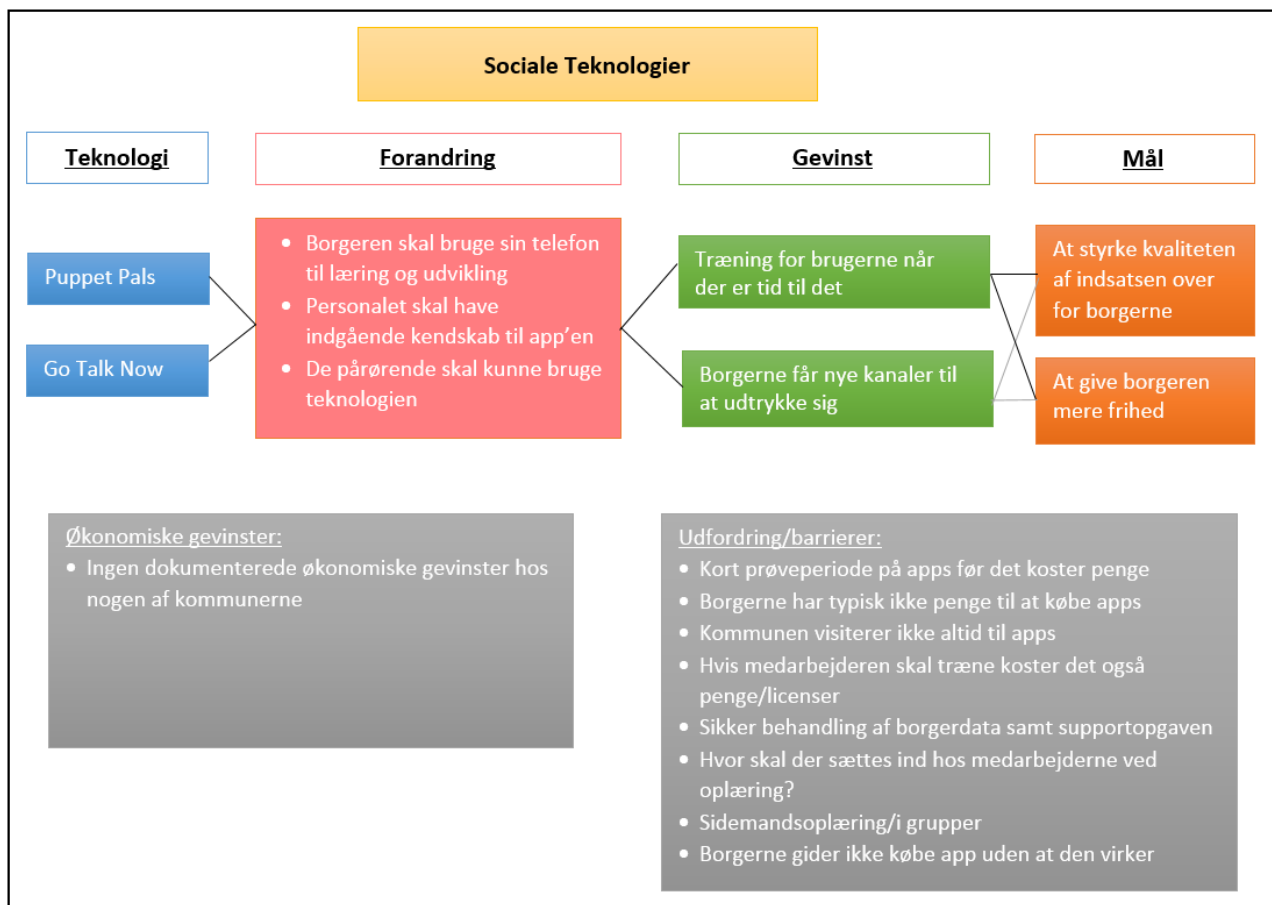 Sociale Teknologier
Teknologi
Forandring
Gevinst
Mål
Puppet Pals
Go Talk Now
• Borgeren skal bruge sin telefon
til læring og udvikling
• Personalet skal have
indgående kendskab til app'en
• De pårørende skal kunne bruge
teknologien
Træning for brugerne når
der er tid til det
Borgerne får nye kanaler til
at udtrykke sig
At styrke kvaliteten
af indsatsen over
for borgerne
At give borgeren
mere frihed
Økonomiske gevinster:
• Ingen dokumenterede økonomiske gevinster hos
nogen af kommunerne
Udfordring/barrierer:
• Kort prøveperiode på apps før det koster penge
• Borgerne har typisk ikke penge til at købe apps
• Kommunen visiterer ikke altid til apps
• Hvis medarbejderen skal træne koster det også
penge/licenser
• Sikker behandling af borgerdata samt supportopgaven
• Hvor skal der sættes ind hos medarbejderne ved
oplæring?
• Sidemandsoplæring/i grupper
• Borgerne gider ikke købe app uden at den virker